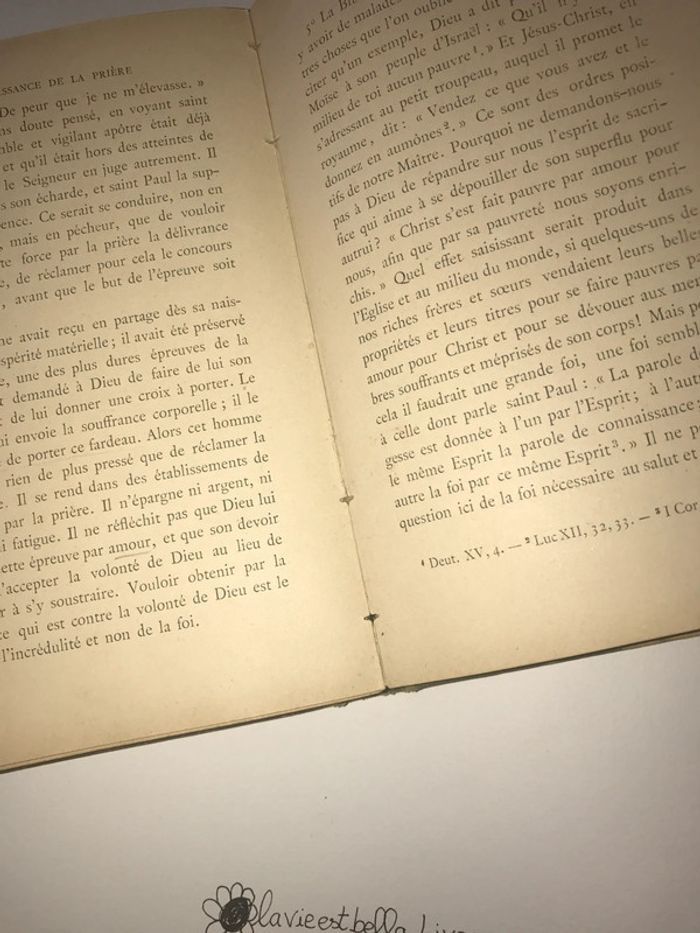 SSANCE DE LA PRIÈRE
De peur que je ne m'élevasse. »
ns doute pensé, en voyant saint
mble et vigilant apôtre était déjà
et qu'il était hors des atteintes de
le Seigneur en juge autrement. Il
s son écharde, et saint Paul la sup-
ence. Ce serait se conduire, non en
, mais en pécheur, que de vouloir
te force par la prière la délivrance
e, de réclamer pour cela le concours
, avant que le but de l'épreuve soit
ne avait reçu en partage dès sa nais-
spérité matérielle ; il avait été préservé
e, une des plus dures épreuves de la
t demandé à Dieu de faire de lui son
t de lui donner une croix à porter. Le
ui envoie la souffrance corporelle ; il le
de porter ce fardeau. Alors cet homme
rien de plus pressé que de réclamer la
e. Il se rend dans des établissements de
par la prière. Il n'épargne ni argent, ni
i fatigue. Il ne réfléchit pas que Dieu lui
ette épreuve par amour, et que son devoir
'accepter la volonté de Dieu au lieu de
r à s'y soustraire. Vouloir obtenir par la
ce qui est contre la volonté de Dieu est le
l'incrédulité et non de la foi.
5° La Bi
y avoir de malade
tres choses que l'on oubli
citer qu'un exemple, Dieu a dit p
Moïse à son peuple d'Israël : « Qu'il n'y
milieu de toi aucun pauvre ¹. » Et Jésus-Christ, en
s'adressant au petit troupeau, auquel il promet le
royaume, dit : « Vendez ce que vous avez et le
donnez en aumônes ². » Ce sont des ordres posi-
tifs de notre Maître. Pourquoi ne demandons-nous
pas à Dieu de répandre sur nous l'esprit de sacri-
fice qui aime à se dépouiller de son superflu pour
autrui ? « Christ s'est fait pauvre par amour pour
nous, afin que par sa pauvreté nous soyons enri-
chis. » Quel effet saisissant serait produit dans
l'Eglise et au milieu du monde, si quelques-uns de
nos riches frères et sœurs vendaient leurs belles
propriétés et leurs titres pour se faire pauvres pa
amour pour Christ et pour se dévouer aux mem
bres souffrants et méprisés de son corps ! Mais p
cela il faudrait une grande foi, une foi sembl
à celle dont parle saint Paul : « La parole de
gesse est donnée à l'un par l'Esprit ; à l'autr
le même Esprit la parole de connaissance ;
autre la foi par ce même Esprit ³. » Il ne p
question ici de la foi nécessaire au salut et
¹ Deut. XV, 4. — ² Luc XII, 32, 33. — ³ I Cor
lavieestbella.Liv